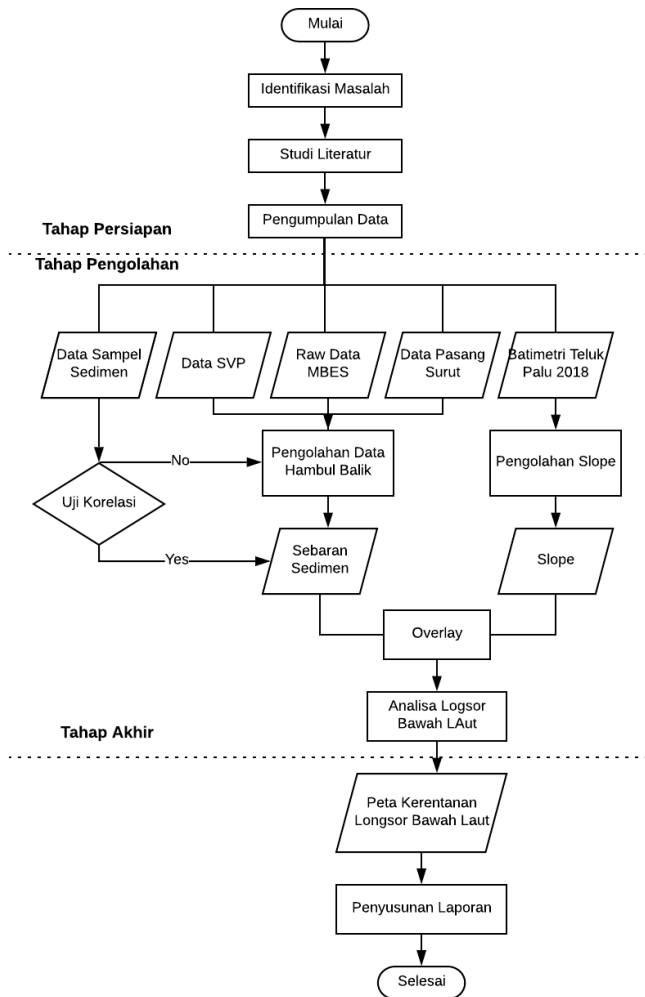 Mulai
Identifikasi Masalah
Studi Literatur
Pengumpulan Data
Tahap Persiapan
Tahap Pengolahan
Data Sampel
Sedimen
Data SVP
Raw Data
MBES
Data Pasang
Surut
Batimetri Teluk
Palu 2018
No
Pengolahan Data
Hambul Balik
Pengolahan Slope
Uji Korelasi
Yes
Sebaran
Sedimen
Slope
Overlay
Analisa Logsor
Bawah LAut
Tahap Akhir
Peta Kerentanan
Longsor Bawah Laut
Penyusunan Laporan
Selesai